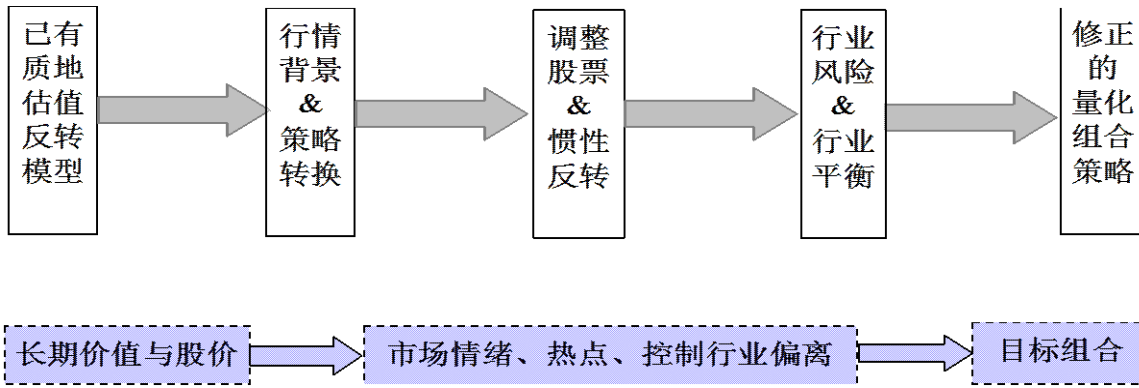 已有
质地
估值
反转
模型
行情
背景
&
策略
转换
调整
股票
&
惯性
反转
行业
风险
&
行业
平衡
修正
的
量化
组合
策略
长期价值与股价
市场情绪、热点、控制行业偏离
目标组合